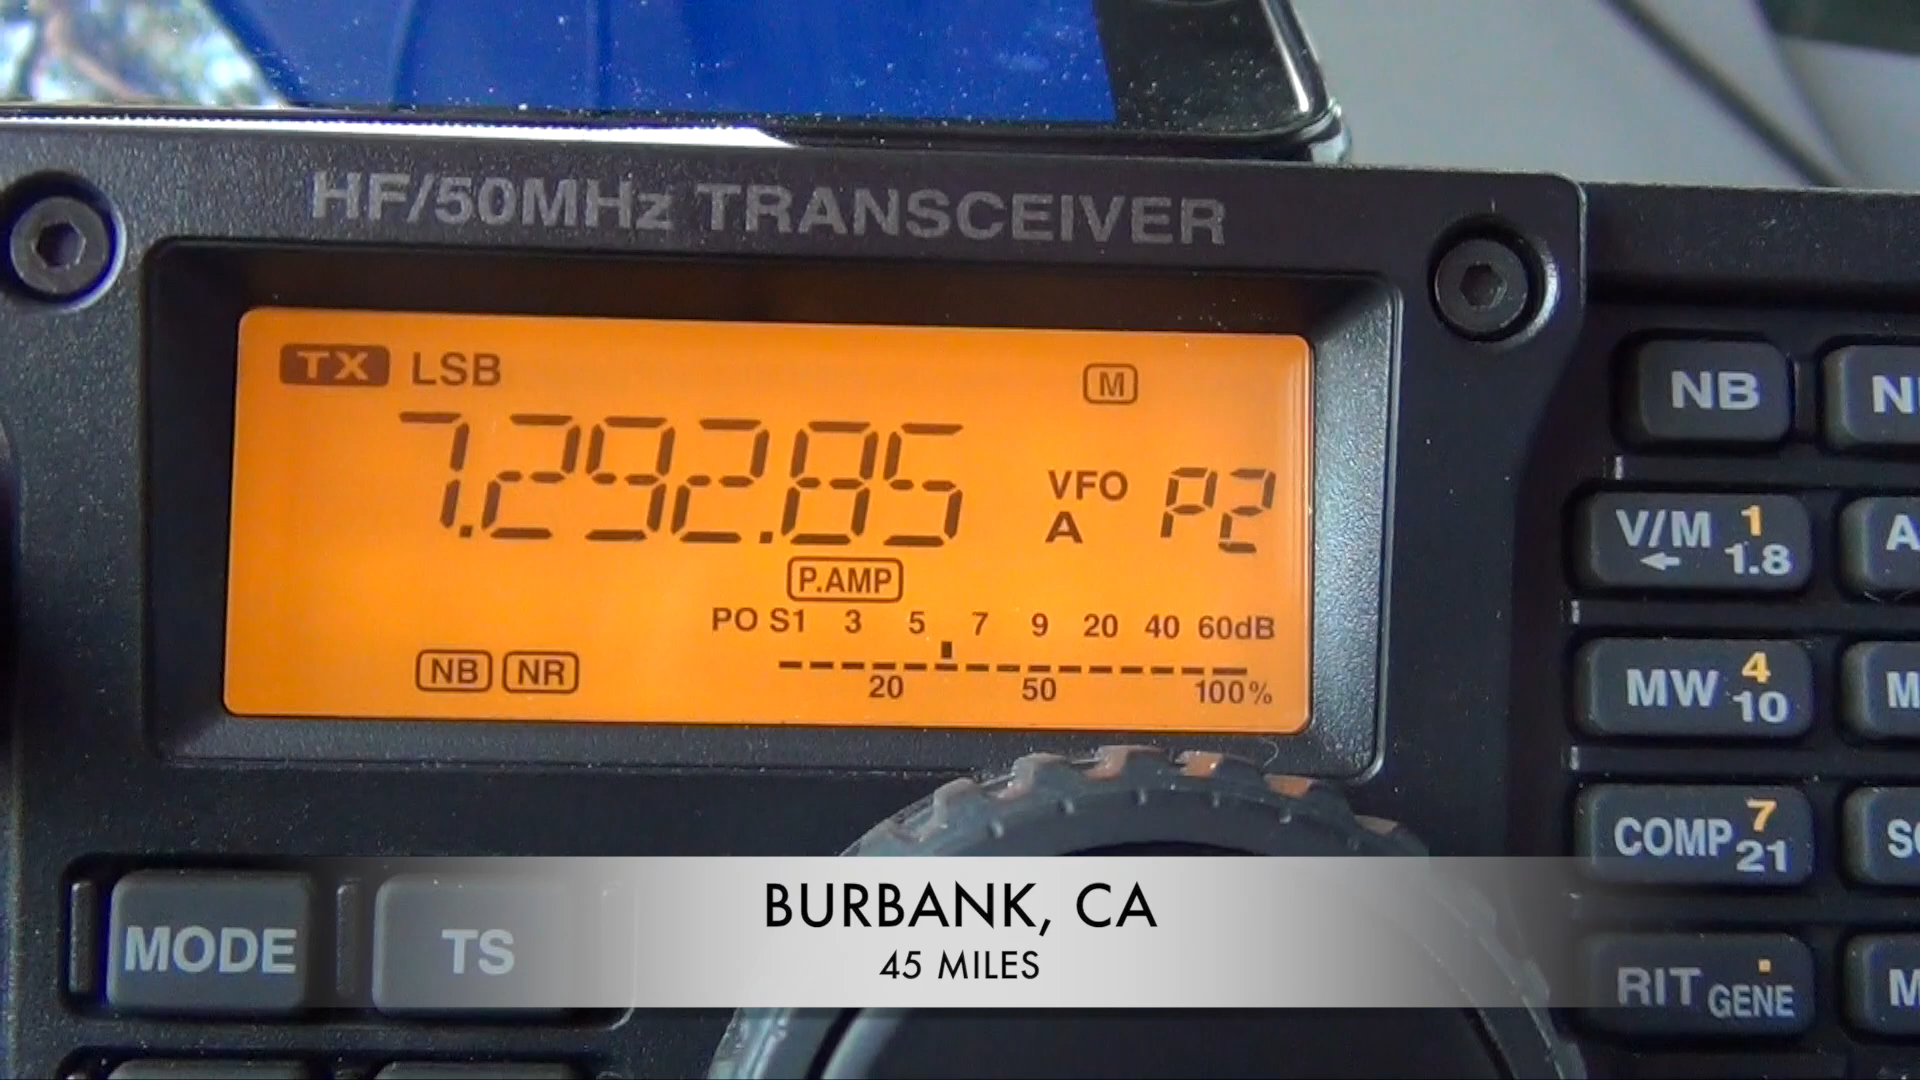 HF/50MHz TRANSCEIVER
TX LSB
M
7.292.85
VFO
A
P2
P.AMP
PO S1 3 5 7 9 20 40 60dB
NB NR
20 50 100%
NB
V/M 1
1.8
MW 4
10
COMP 7
21
RIT .
GENE
MODE
TS
BURBANK, CA
45 MILES